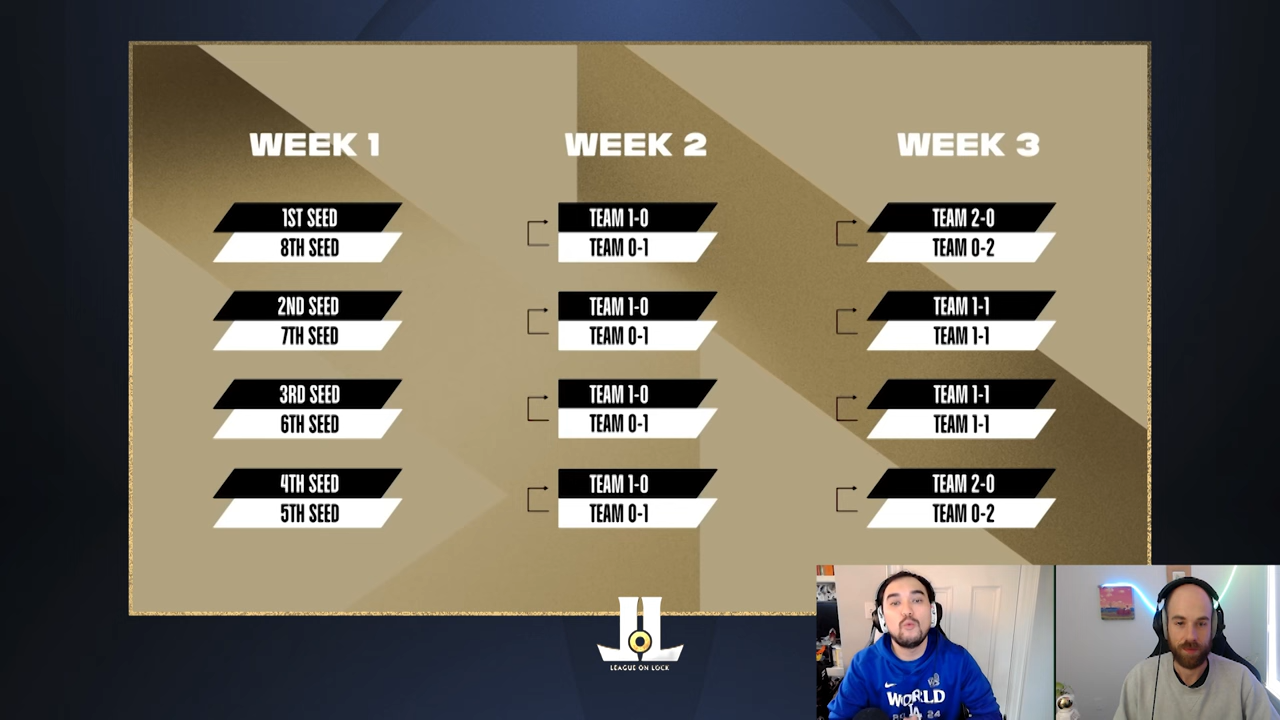 WEEK 1
1ST SEED
8TH SEED
2ND SEED
7TH SEED
3RD SEED
6TH SEED
4TH SEED
5TH SEED
WEEK 2
TEAM 1-0
TEAM 0-1
TEAM 1-0
TEAM 0-1
TEAM 1-0
TEAM 0-1
TEAM 1-0
TEAM 0-1
WEEK 3
TEAM 2-0
TEAM 0-2
TEAM 1-1
TEAM 1-1
TEAM 1-1
TEAM 1-1
TEAM 2-0
TEAM 0-2
LEAGUE ON LOCK
WORLD
24